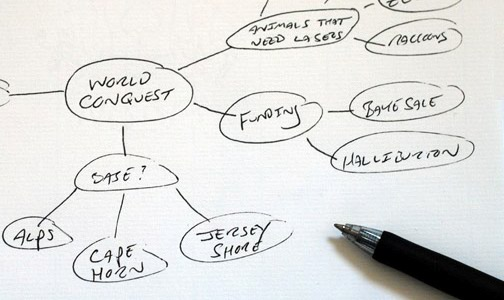 ANIMALS THAT
NEED LASERS
RACCOONS
WORLD
CONQUEST
FUNDING
BAKE SALE
HALLIBURTON
BASE?
ALPS
CAPE
HORN
JERSEY
SHORE